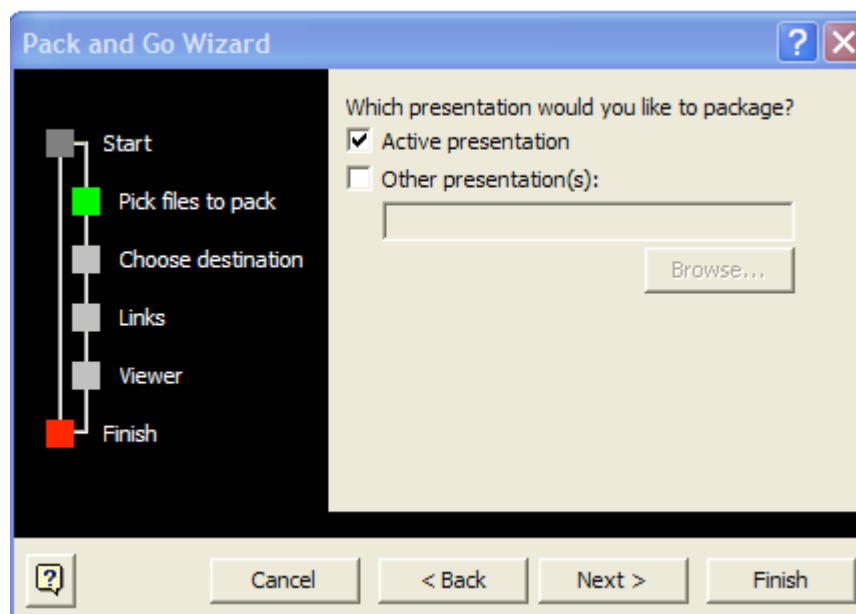 Pack and Go Wizard
Start
Pick files to pack
Choose destination
Links
Viewer
Finish
Which presentation would you like to package?
Active presentation
Other presentation(s):
Browse...
Cancel
< Back
Next >
Finish